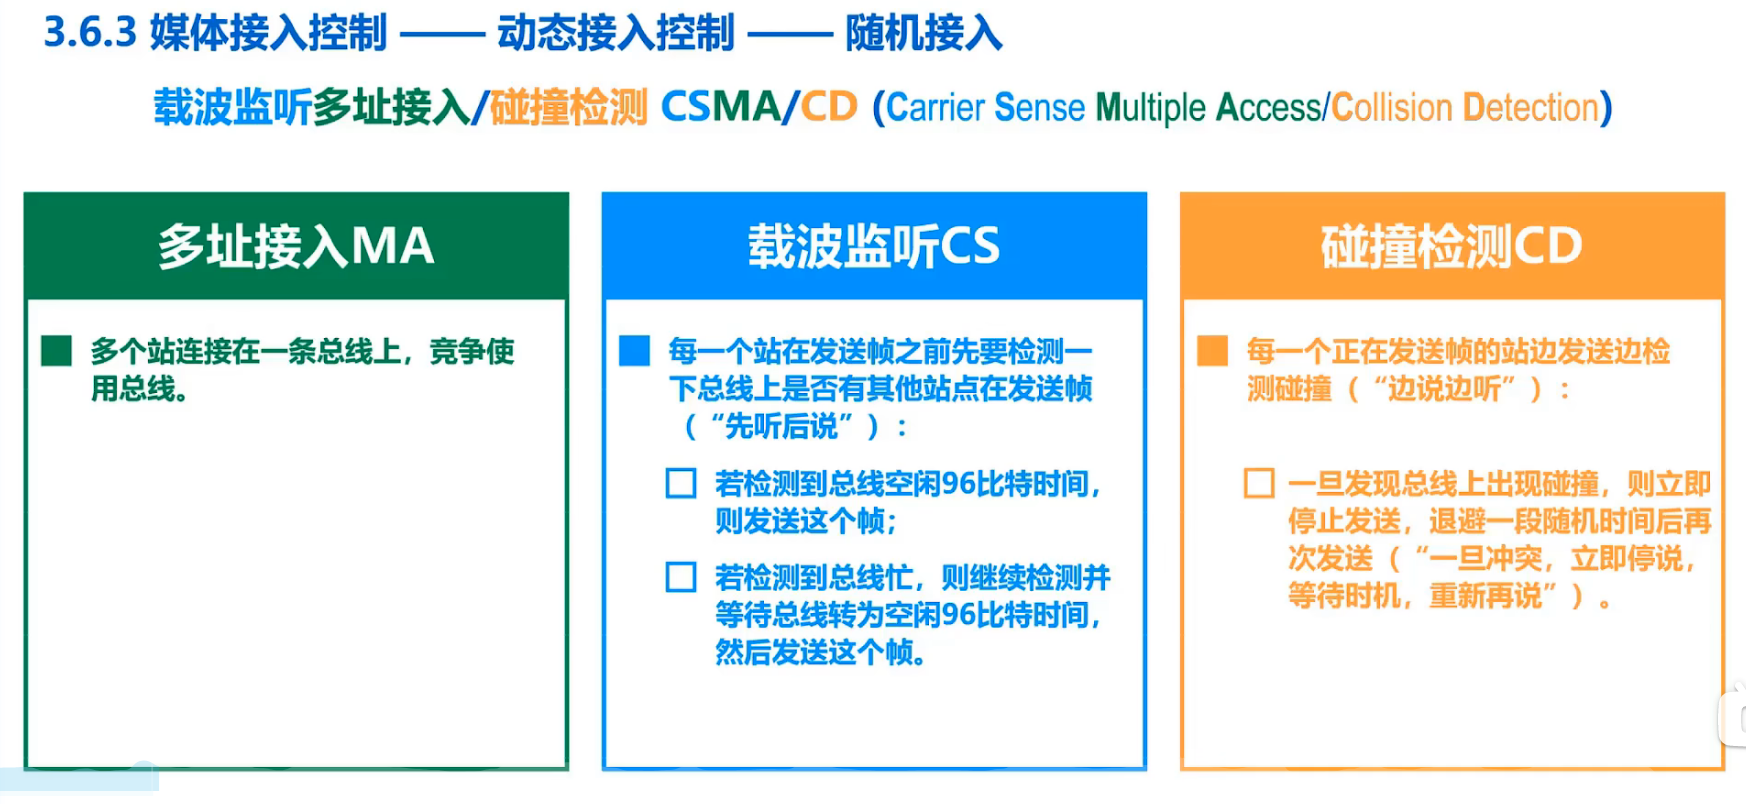 3.6.3 媒体接入控制 —— 动态接入控制 —— 随机接入
载波监听多址接入/碰撞检测 CSMA/CD (Carrier Sense Multiple Access/Collision Detection)
多址接入MA
多个站连接在一条总线上，竞争使
用总线。
载波监听CS
每一个站在发送帧之前先要检测一
下总线上是否有其他站点在发送帧
（“先听后说”）：
若检测到总线空闲96比特时间，
则发送这个帧；
若检测到总线忙，则继续检测并
等待总线转为空闲96比特时间，
然后发送这个帧。
碰撞检测CD
每一个正在发送帧的站边发送边检
测碰撞（“边说边听”）：
一旦发现总线上出现碰撞，则立即
停止发送，退避一段随机时间后再
次发送（“一旦冲突，立即停说，
等待时机，重新再说”）。